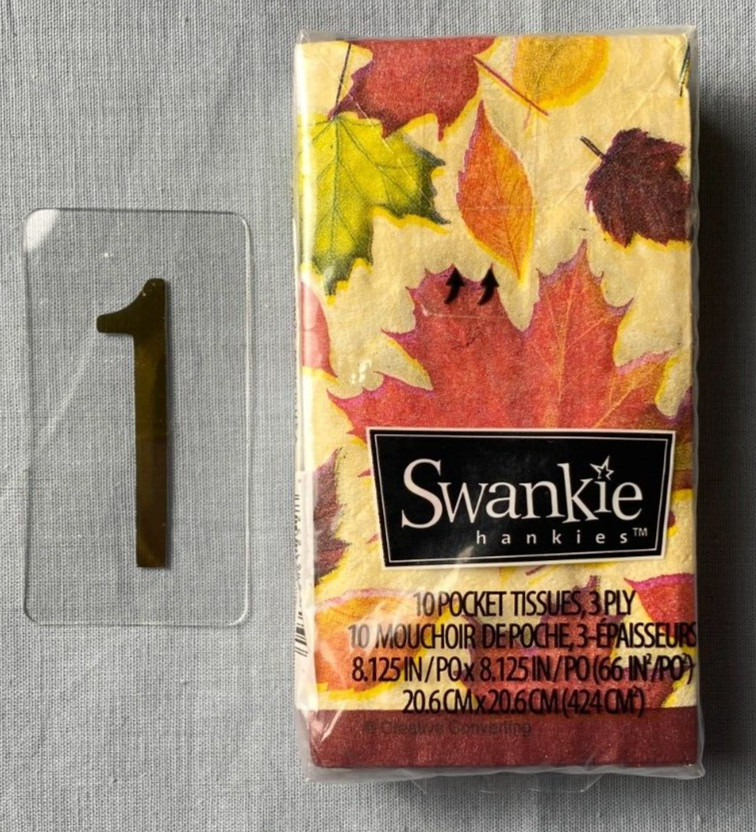 1
Swankie
hankies™
10 POCKET TISSUES, 3 PLY
10 MOUCHOIR DE POCHE, 3-ÉPAISSEURS
8.125 IN / PO x 8.125 IN / PO (66 IN²/PO²)
20.6 CM x 20.6 CM (424 CM²)
© Creative Converting